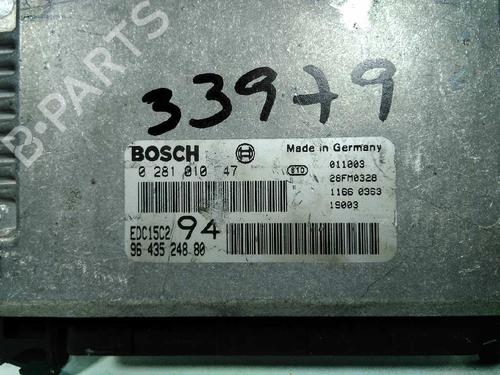 B-PARTS
33979
BOSCH
Made in Germany
0 281 010 47
011003
28FM0328
1166 0363
19003
EDC15C2
94
96 435 248 80